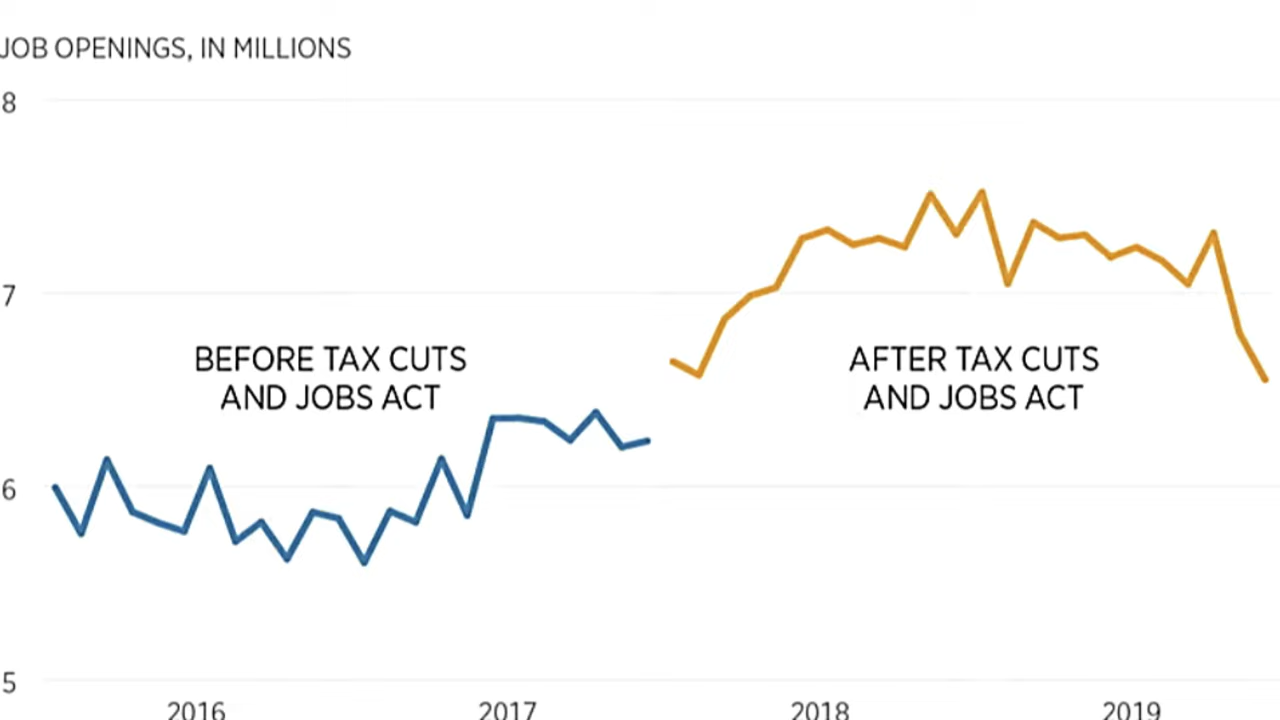 JOB OPENINGS, IN MILLIONS
8
7
BEFORE TAX CUTS
AND JOBS ACT
AFTER TAX CUTS
AND JOBS ACT
6
5
2016 2017 2018 2019